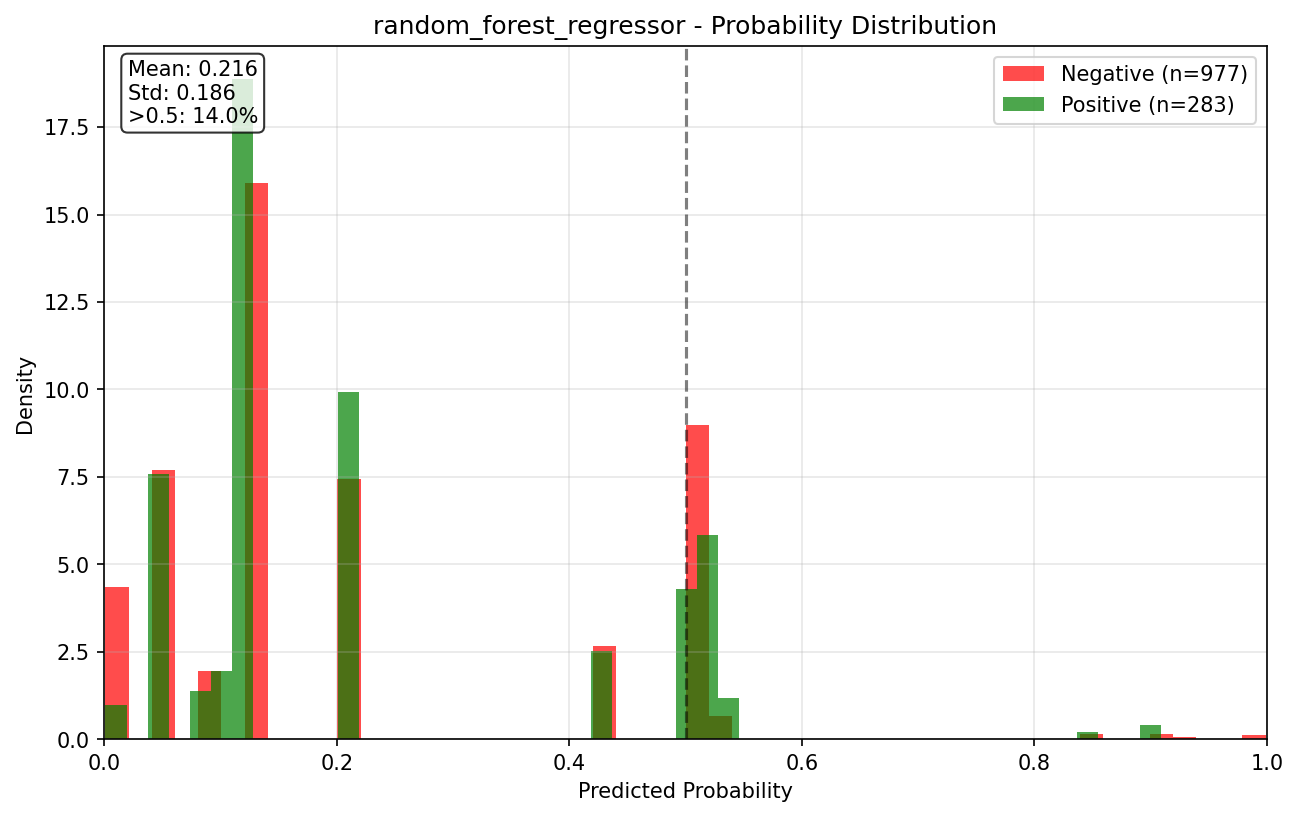 random_forest_regressor - Probability Distribution
Mean: 0.216
Std: 0.186
>0.5: 14.0%
Negative (n=977)
Positive (n=283)
17.5
15.0
12.5
10.0
7.5
5.0
2.5
0.0
Density
0.0 0.2 0.4 0.6 0.8 1.0
Predicted Probability